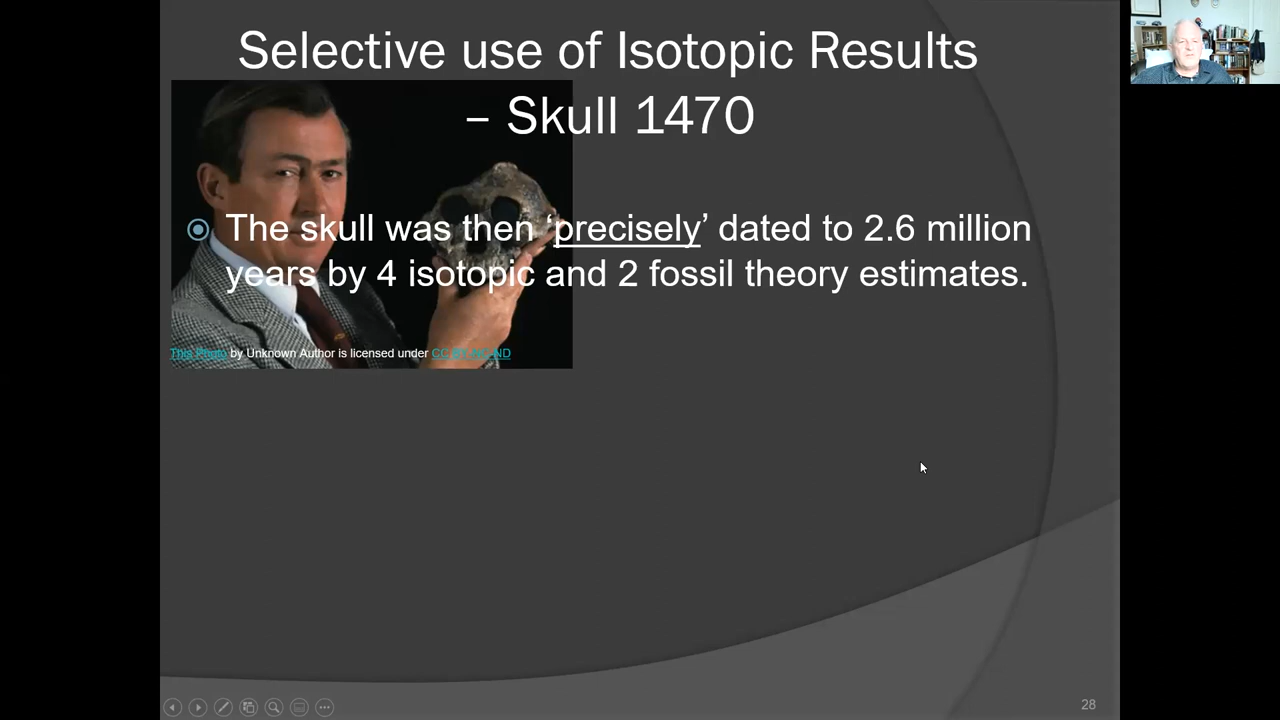 Selective use of Isotopic Results
– Skull 1470
The skull was then ‘precisely’ dated to 2.6 million
years by 4 isotopic and 2 fossil theory estimates.
This Photo by Unknown Author is licensed under CC BY-NC-ND
28